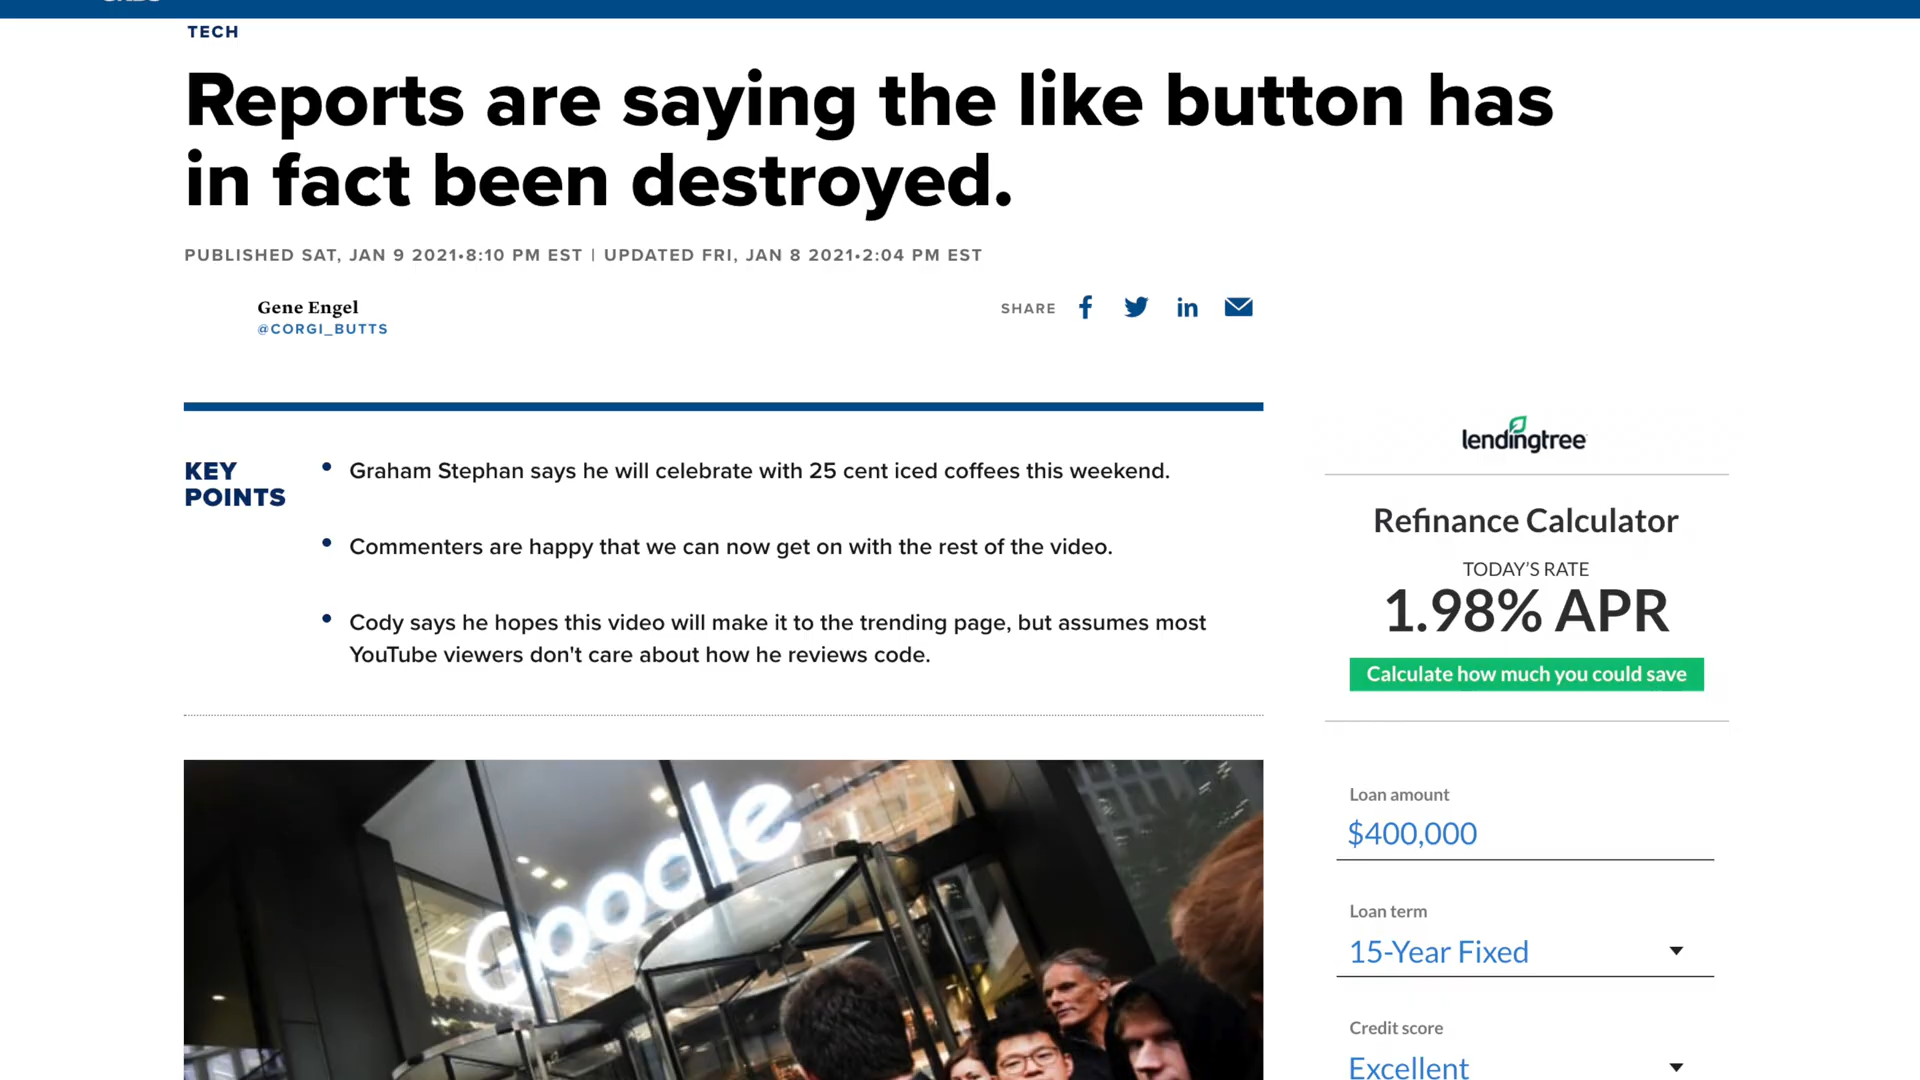 TECH
Reports are saying the like button has
in fact been destroyed.
PUBLISHED SAT, JAN 9 2021•8:10 PM EST | UPDATED FRI, JAN 8 2021•2:04 PM EST
Gene Engel
@CORGI_BUTTS
SHARE
KEY
POINTS
• Graham Stephan says he will celebrate with 25 cent iced coffees this weekend.
• Commenters are happy that we can now get on with the rest of the video.
• Cody says he hopes this video will make it to the trending page, but assumes most
YouTube viewers don't care about how he reviews code.
Google
lendingtree
Refinance Calculator
TODAY'S RATE
1.98% APR
Calculate how much you could save
Loan amount
$400,000
Loan term
15-Year Fixed
Credit score
Excellent